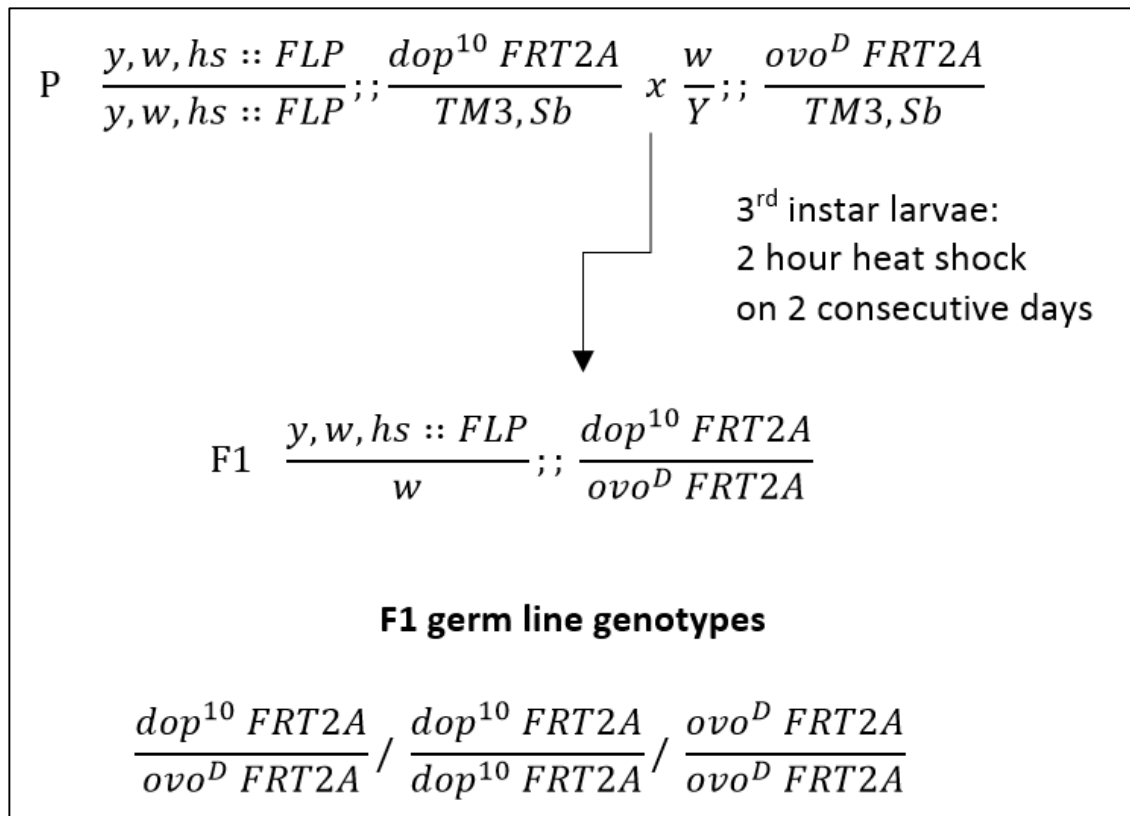 P y, w, hs :: FLP / y, w, hs :: FLP ;; dop¹⁰ FRT2A / TM3, Sb x w / Y ;; ovoᴰ FRT2A / TM3, Sb
3rd instar larvae:
2 hour heat shock
on 2 consecutive days
F1 y, w, hs :: FLP / w ;; dop¹⁰ FRT2A / ovoᴰ FRT2A
F1 germ line genotypes
dop¹⁰ FRT2A / ovoᴰ FRT2A / dop¹⁰ FRT2A / dop¹⁰ FRT2A / ovoᴰ FRT2A / ovoᴰ FRT2A